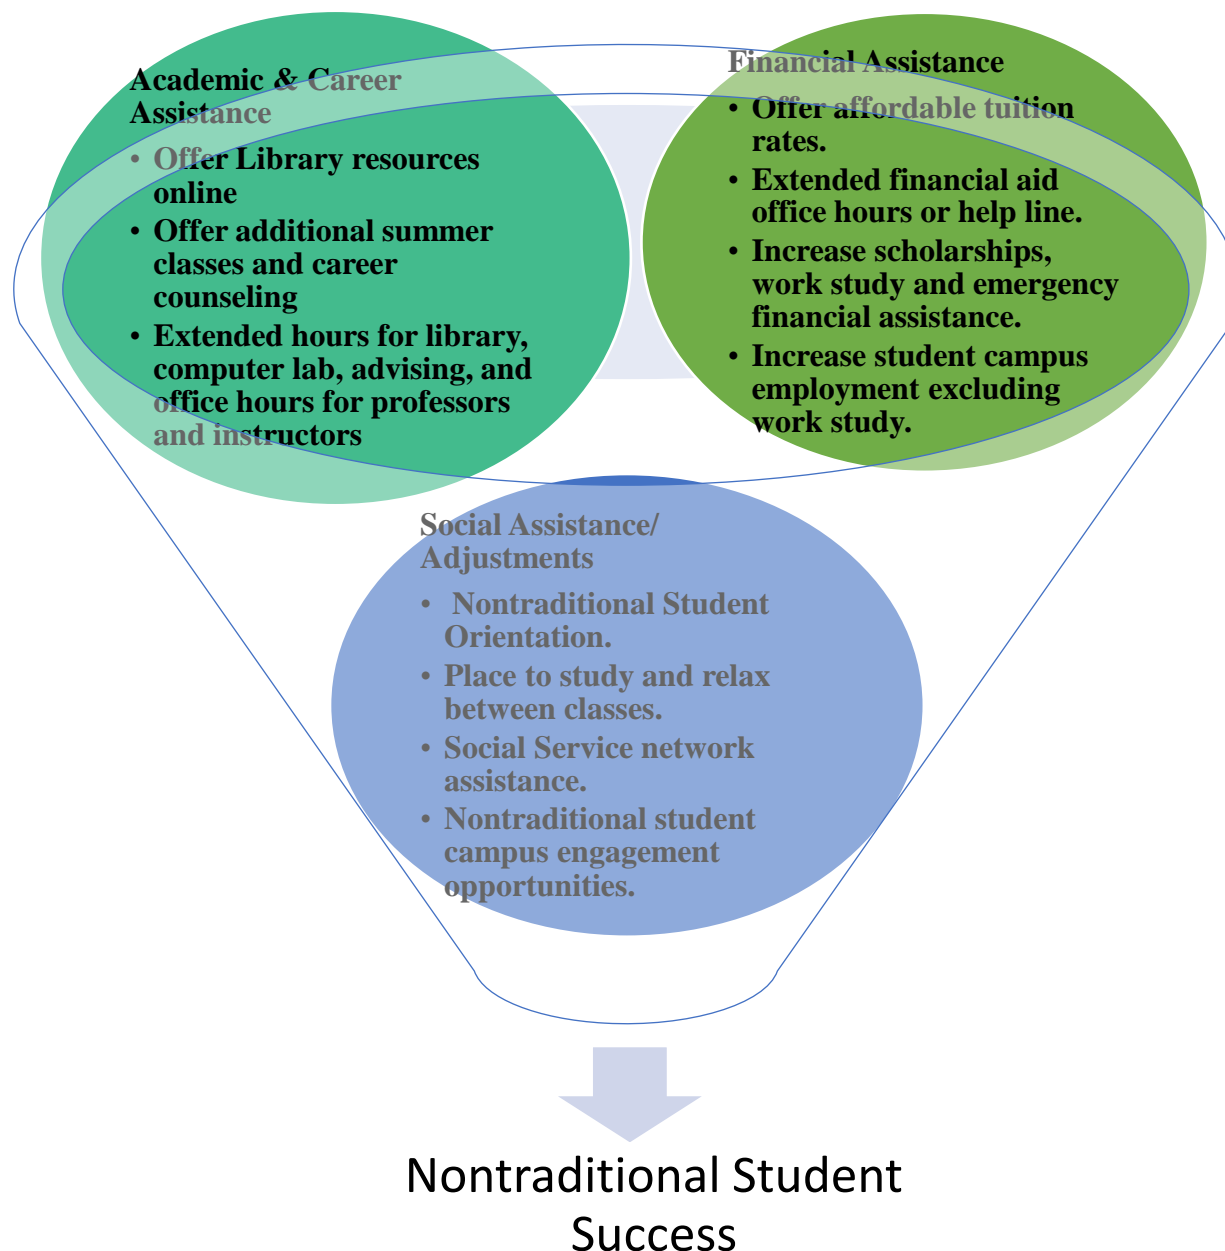 Academic & Career
Assistance
• Offer Library resources
online
• Offer additional summer
classes and career
counseling
• Extended hours for library,
computer lab, advising, and
office hours for professors
and instructors
Financial Assistance
• Offer affordable tuition
rates.
• Extended financial aid
office hours or help line.
• Increase scholarships,
work study and emergency
financial assistance.
• Increase student campus
employment excluding
work study.
Social Assistance/
Adjustments
• Nontraditional Student
Orientation.
• Place to study and relax
between classes.
• Social Service network
assistance.
• Nontraditional student
campus engagement
opportunities.
Nontraditional Student
Success